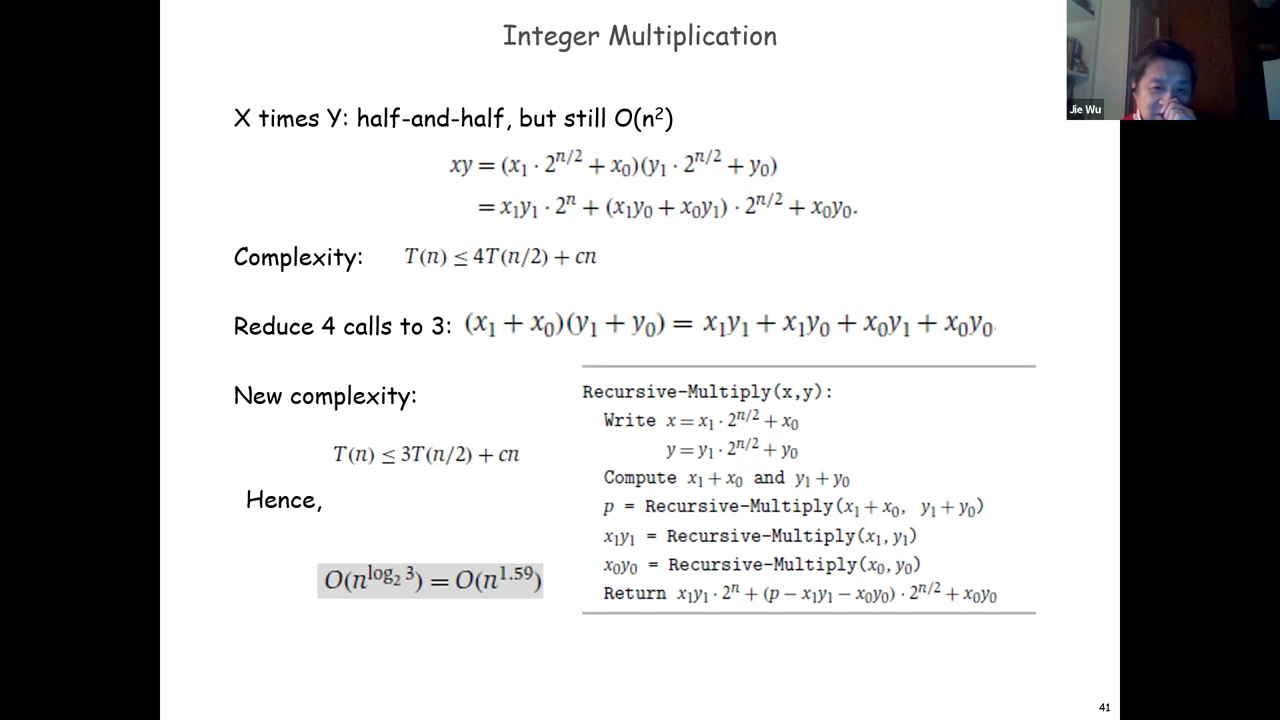 Integer Multiplication
Jie Wu
X times Y: half-and-half, but still O(n²)
xy = (x₁ · 2^{n/2} + x₀)(y₁ · 2^{n/2} + y₀)
= x₁y₁ · 2ⁿ + (x₁y₀ + x₀y₁) · 2^{n/2} + x₀y₀.
Complexity: T(n) ≤ 4T(n/2) + cn
Reduce 4 calls to 3: (x₁ + x₀)(y₁ + y₀) = x₁y₁ + x₁y₀ + x₀y₁ + x₀y₀.
New complexity:
T(n) ≤ 3T(n/2) + cn
Hence,
O(n^{log₂ 3}) = O(n^{1.59})
Recursive-Multiply(x,y):
Write x = x₁ · 2^{n/2} + x₀
y = y₁ · 2^{n/2} + y₀
Compute x₁ + x₀ and y₁ + y₀
p = Recursive-Multiply(x₁ + x₀, y₁ + y₀)
x₁y₁ = Recursive-Multiply(x₁, y₁)
x₀y₀ = Recursive-Multiply(x₀, y₀)
Return x₁y₁ · 2ⁿ + (p − x₁y₁ − x₀y₀) · 2^{n/2} + x₀y₀
41